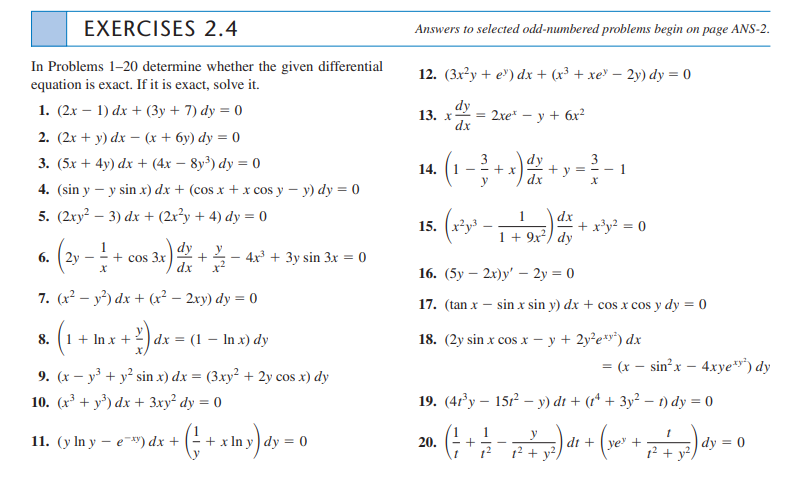 EXERCISES 2.4
Answers to selected odd-numbered problems begin on page ANS-2.
In Problems 1–20 determine whether the given differential
equation is exact. If it is exact, solve it.
1. (2x − 1) dx + (3y + 7) dy = 0
2. (2x + y) dx − (x + 6y) dy = 0
3. (5x + 4y) dx + (4x − 8y³) dy = 0
4. (sin y − y sin x) dx + (cos x + x cos y − y) dy = 0
5. (2xy² − 3) dx + (2x²y + 4) dy = 0
6. (2y − 1/x + cos 3x) dy/dx + y/x² − 4x³ + 3y sin 3x = 0
7. (x² − y²) dx + (x² − 2xy) dy = 0
8. (1 + ln x + y/x) dx = (1 − ln x) dy
9. (x − y³ + y² sin x) dx = (3xy² + 2y cos x) dy
10. (x³ + y³) dx + 3xy² dy = 0
11. (y ln y − e^(−xy)) dx + (1/y + x ln y) dy = 0
12. (3x²y + e^y) dx + (x³ + xe^y − 2y) dy = 0
13. x dy/dx = 2xe^x − y + 6x²
14. (1 − 3/y + x) dy/dx + y = 3/x − 1
15. (x²y³ − 1/(1 + 9x²)) dx/dy + x³y² = 0
16. (5y − 2x)y′ − 2y = 0
17. (tan x − sin x sin y) dx + cos x cos y dy = 0
18. (2y sin x cos x − y + 2y²e^(xy²)) dx
= (x − sin² x − 4xye^(xy²)) dy
19. (4t³y − 15t² − y) dt + (t⁴ + 3y² − t) dy = 0
20. (1/t + 1/t² − y/(t² + y²)) dt + (ye^y + t/(t² + y²)) dy = 0